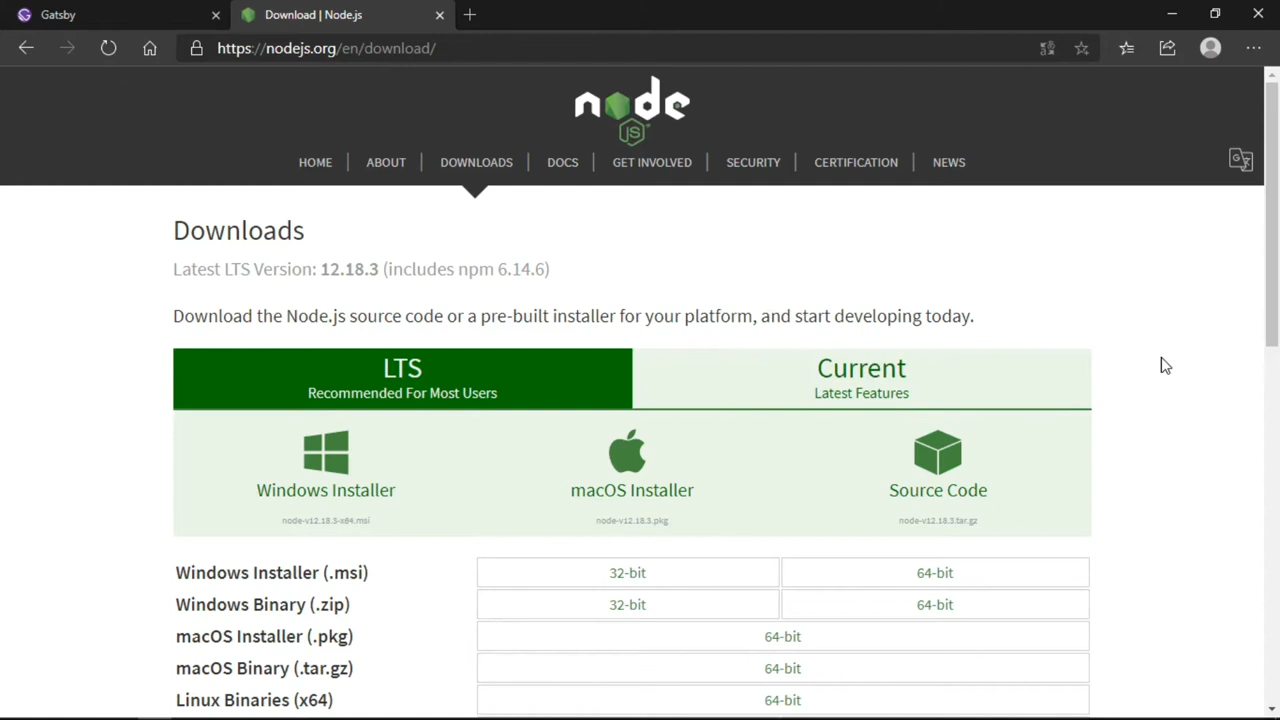 Gatsby
Download | Node.js
https://nodejs.org/en/download/
node
JS
HOME
ABOUT
DOWNLOADS
DOCS
GET INVOLVED
SECURITY
CERTIFICATION
NEWS
Downloads
Latest LTS Version: 12.18.3 (includes npm 6.14.6)
Download the Node.js source code or a pre-built installer for your platform, and start developing today.
LTS
Recommended For Most Users
Current
Latest Features
Windows Installer
node-v12.18.3-x64.msi
macOS Installer
node-v12.18.3.pkg
Source Code
node-v12.18.3.tar.gz
Windows Installer (.msi) 32-bit 64-bit
Windows Binary (.zip) 32-bit 64-bit
macOS Installer (.pkg) 64-bit
macOS Binary (.tar.gz) 64-bit
Linux Binaries (x64) 64-bit